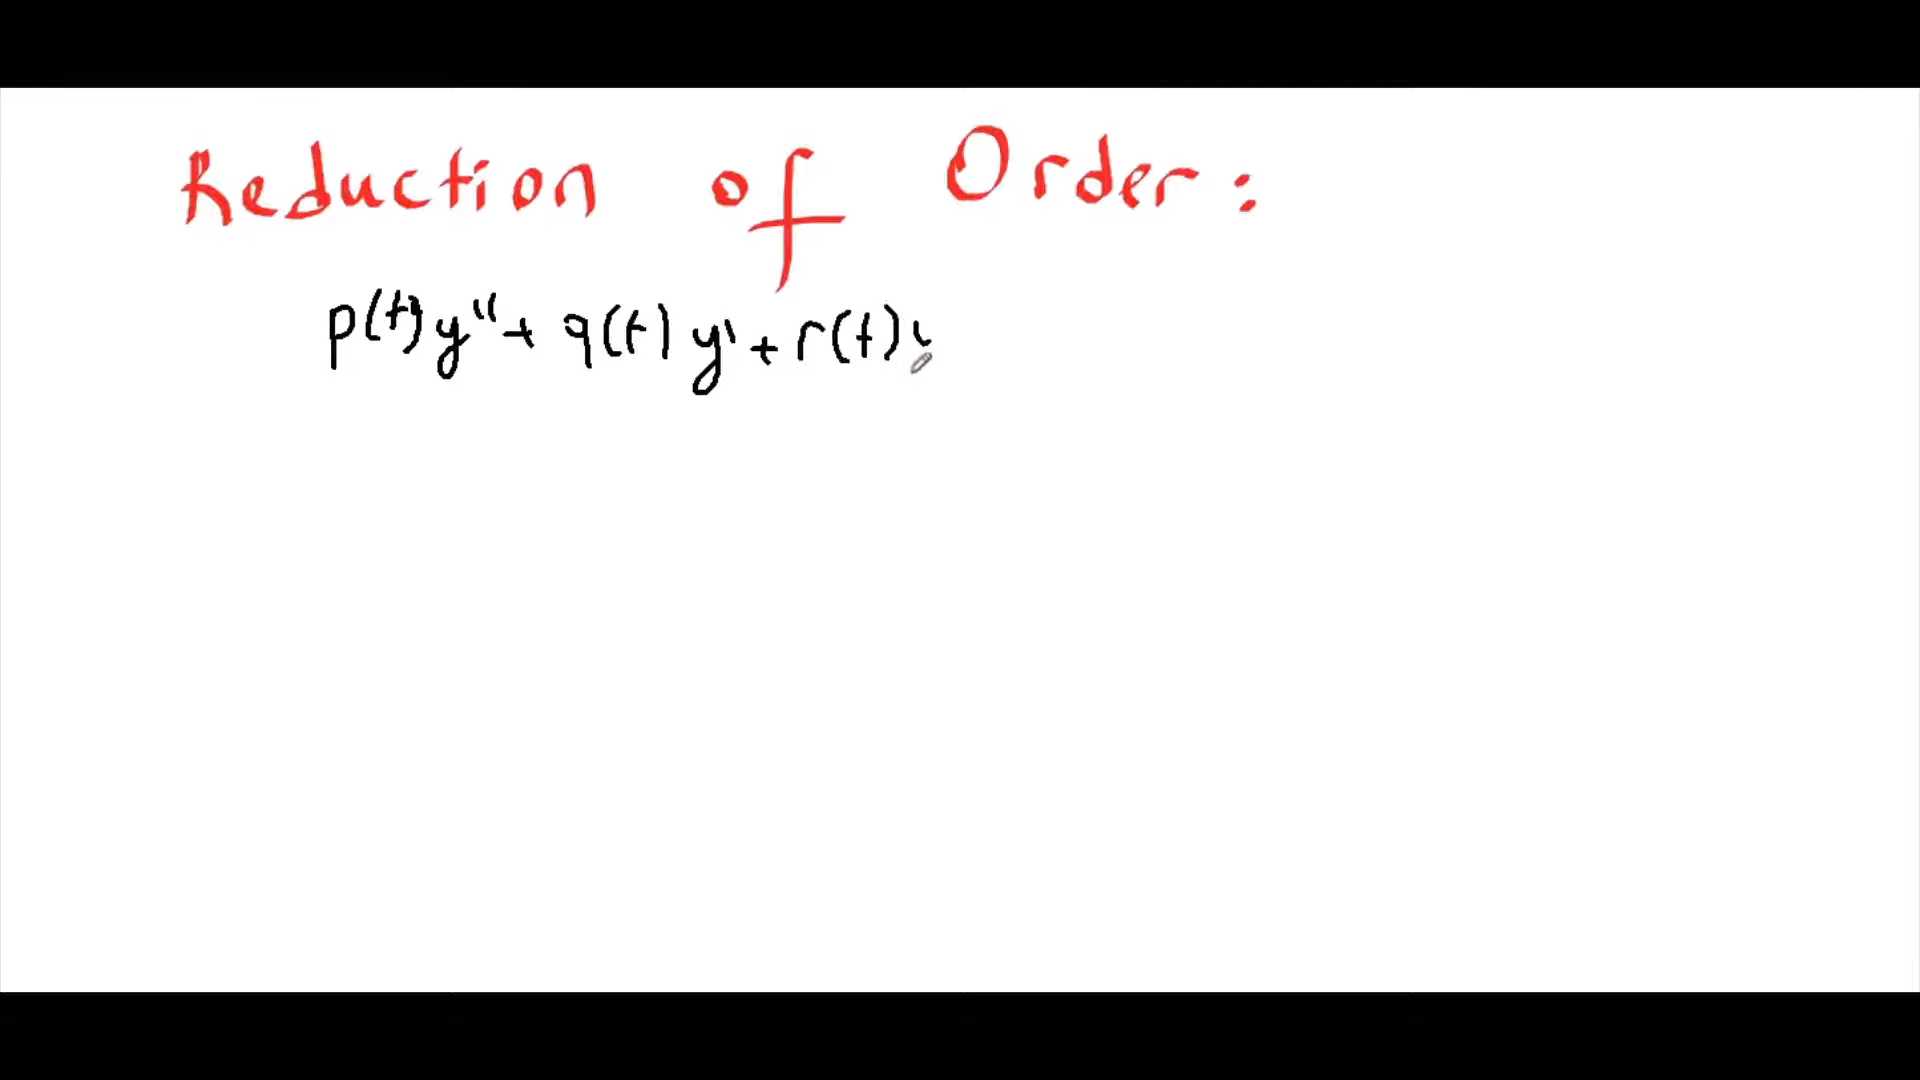 Reduction of Order:
p(t)y" + q(t)y' + r(t)